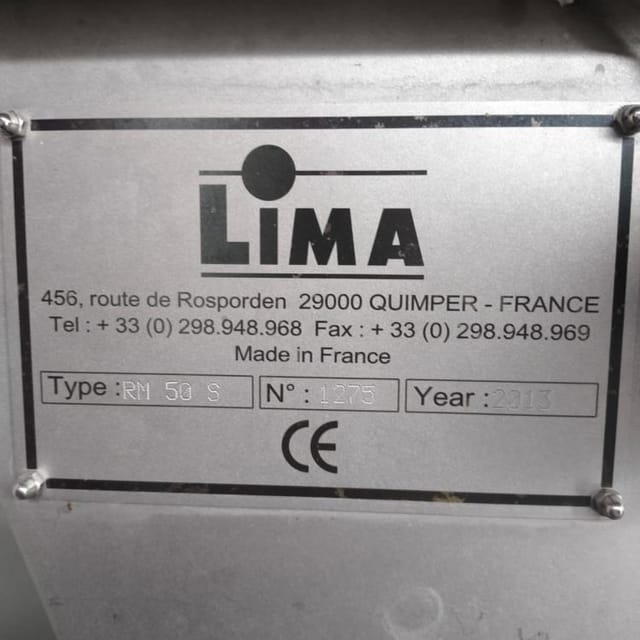 LiMA
456, route de Rosporden 29000 QUIMPER - FRANCE
Tel : + 33 (0) 298.948.968 Fax : + 33 (0) 298.948.969
Made in France
Type : RM 50 S N° : 1275 Year : 2013
CE